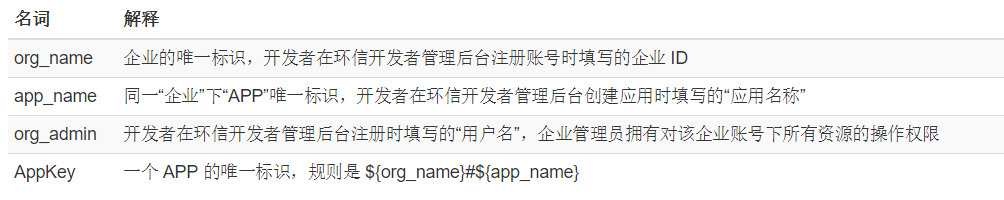 名词 解释
org_name 企业的唯一标识，开发者在环信开发者管理后台注册账号时填写的企业 ID
app_name 同一“企业”下“APP”唯一标识，开发者在环信开发者管理后台创建应用时填写的“应用名称”
org_admin 开发者在环信开发者管理后台注册时填写的“用户名”，企业管理员拥有对该企业账号下所有资源的操作权限
AppKey 一个 APP 的唯一标识，规则是 ${org_name}#${app_name}